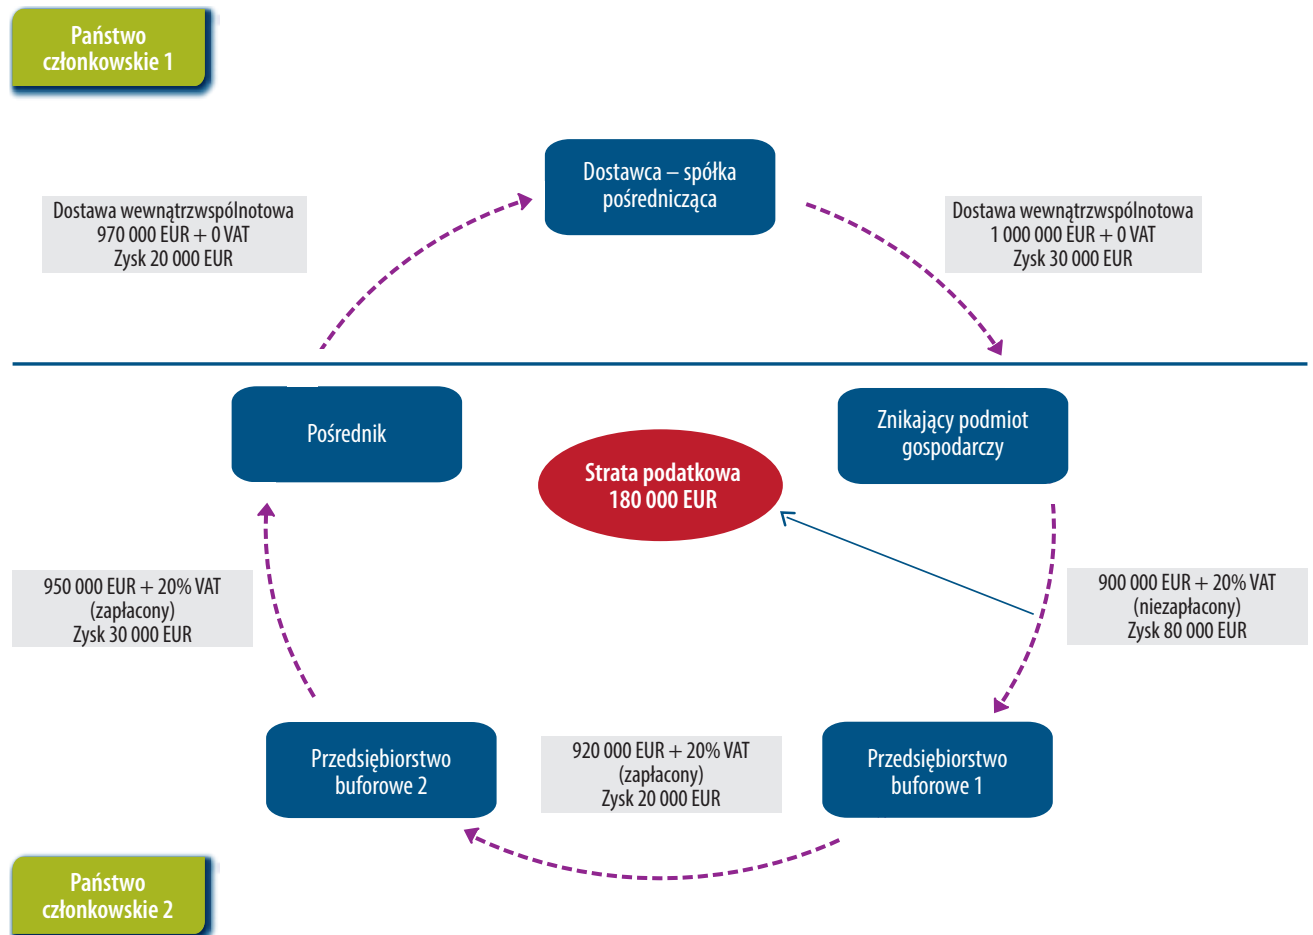 Państwo
członkowskie 1
Dostawca – spółka
pośrednicząca
Dostawa wewnątrzwspólnotowa
970 000 EUR + 0 VAT
Zysk 20 000 EUR
Dostawa wewnątrzwspólnotowa
1 000 000 EUR + 0 VAT
Zysk 30 000 EUR
Pośrednik
Znikający podmiot
gospodarczy
Strata podatkowa
180 000 EUR
950 000 EUR + 20% VAT
(zapłacony)
Zysk 30 000 EUR
900 000 EUR + 20% VAT
(niezapłacony)
Zysk 80 000 EUR
Przedsiębiorstwo
buforowe 2
920 000 EUR + 20% VAT
(zapłacony)
Zysk 20 000 EUR
Przedsiębiorstwo
buforowe 1
Państwo
członkowskie 2